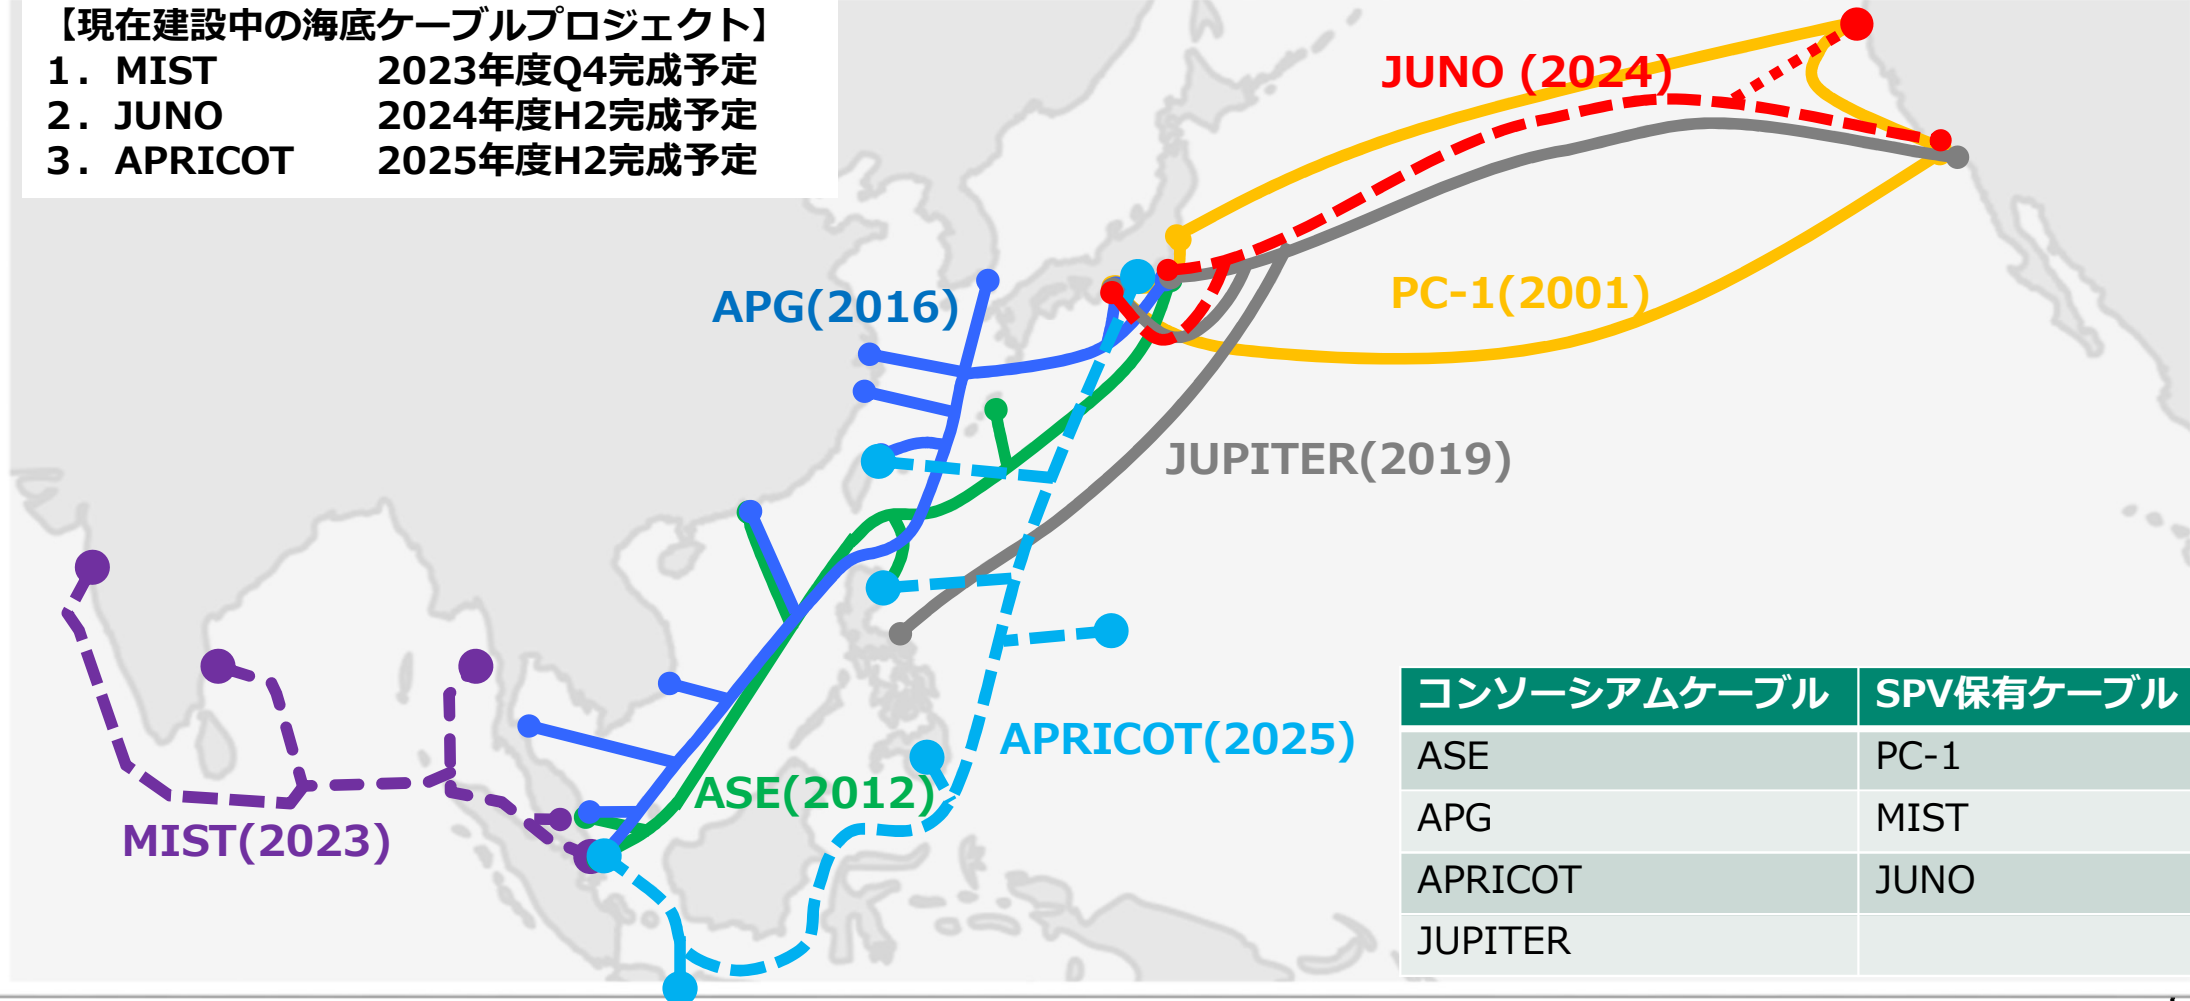 【現在建設中の海底ケーブルプロジェクト】
1．MIST 2023年度Q4完成予定
2．JUNO 2024年度H2完成予定
3．APRICOT 2025年度H2完成予定
JUNO (2024)
APG(2016)
PC-1(2001)
JUPITER(2019)
APRICOT(2025)
ASE(2012)
MIST(2023)
コンソーシアムケーブル SPV保有ケーブル
ASE PC-1
APG MIST
APRICOT JUNO
JUPITER